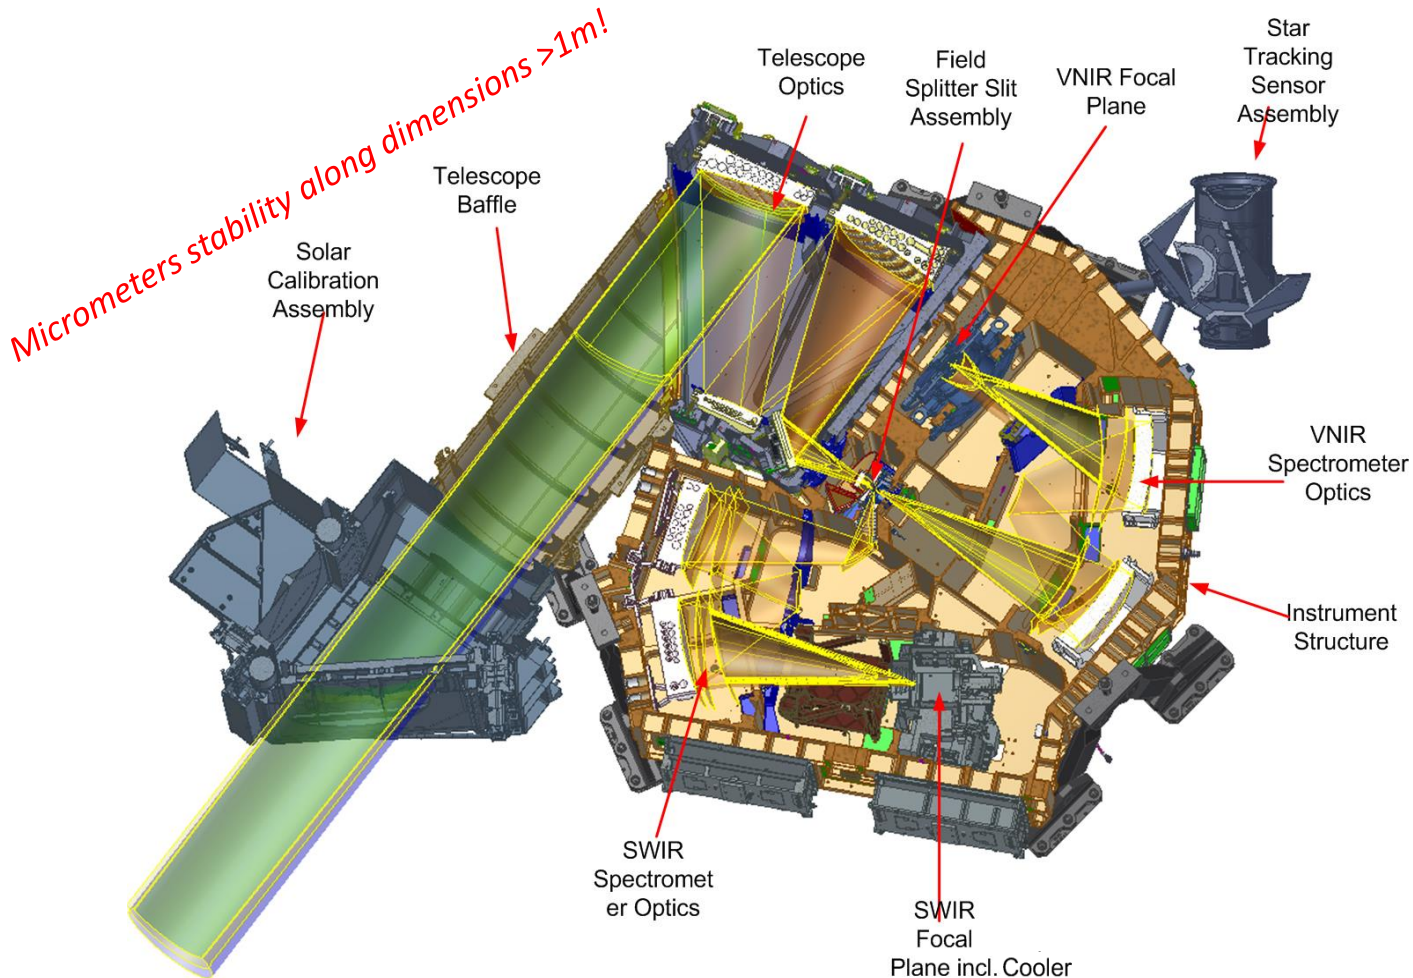 Micrometers stability along dimensions >1m!
Telescope
Optics
Field
Splitter Slit
Assembly
VNIR Focal
Plane
Star
Tracking
Sensor
Assembly
Telescope
Baffle
Solar
Calibration
Assembly
VNIR
Spectrometer
Optics
Instrument
Structure
SWIR
Spectromet
er Optics
SWIR
Focal
Plane incl. Cooler